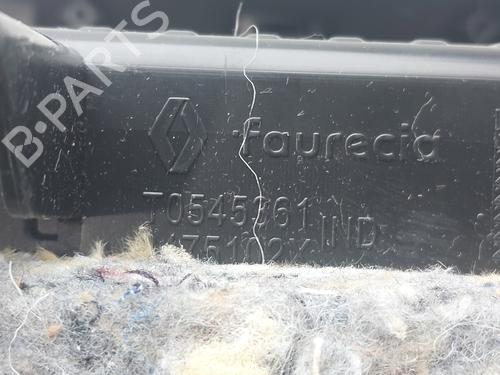 B-PARTS
faurecia
T0545361
IND